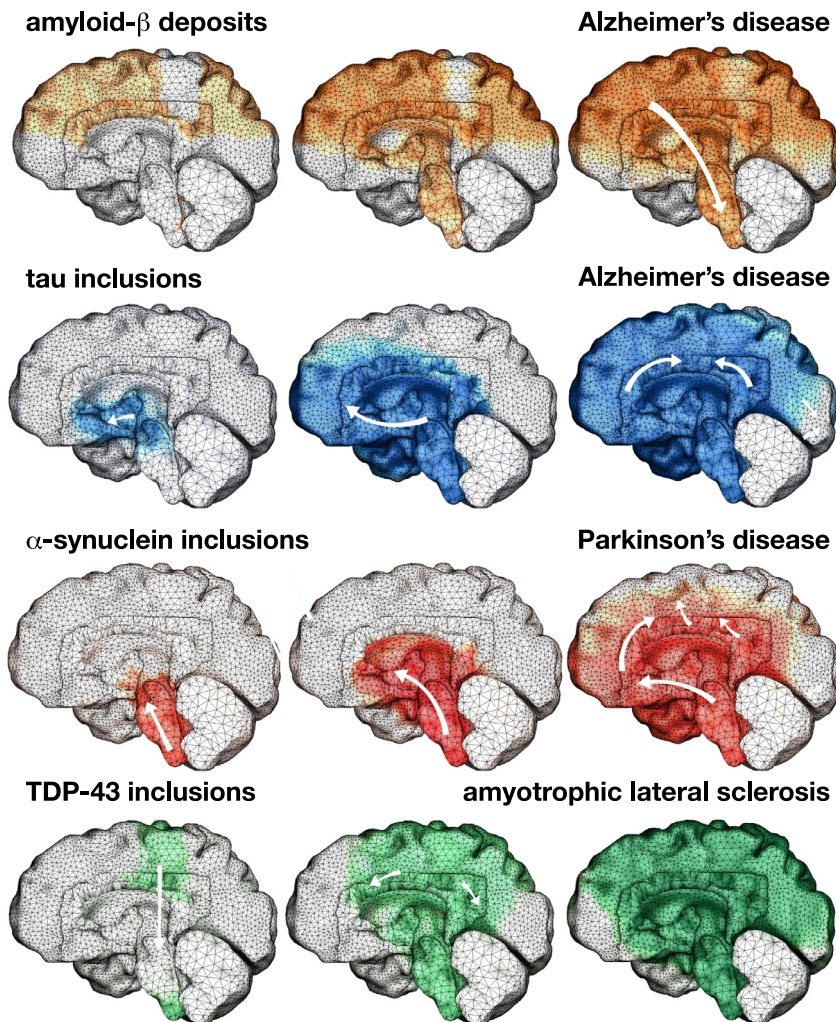 amyloid-β deposits Alzheimer's disease
tau inclusions Alzheimer's disease
α-synuclein inclusions Parkinson's disease
TDP-43 inclusions amyotrophic lateral sclerosis